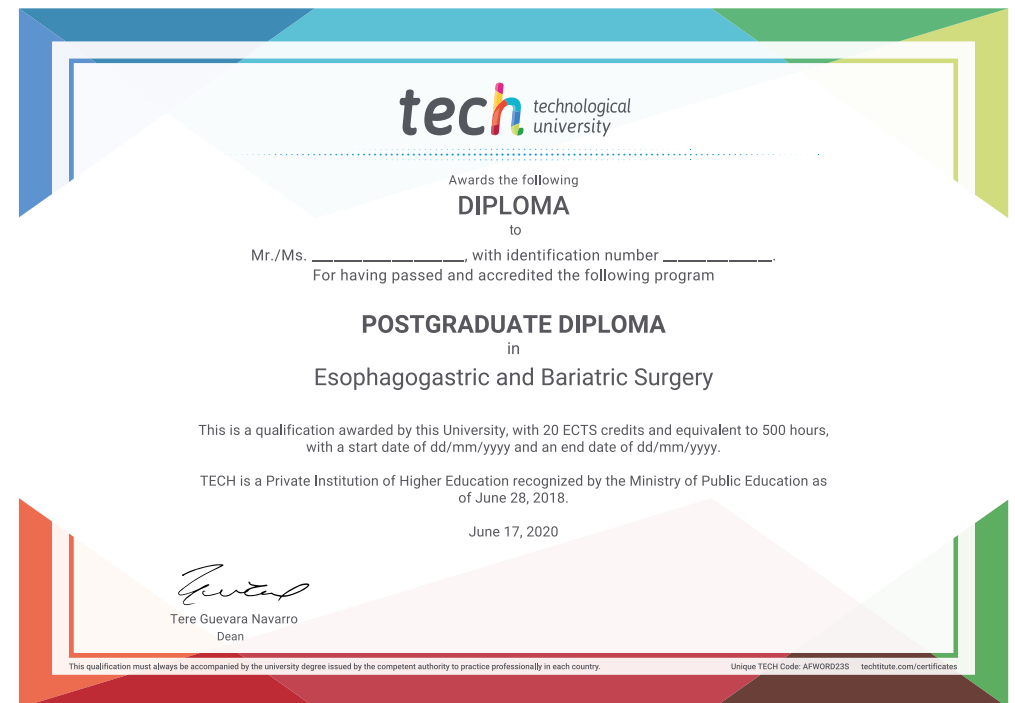 tech technological
university
Awards the following
DIPLOMA
to
Mr./Ms. ____________________, with identification number ______________.
For having passed and accredited the following program
POSTGRADUATE DIPLOMA
in
Esophagogastric and Bariatric Surgery
This is a qualification awarded by this University, with 20 ECTS credits and equivalent to 500 hours,
with a start date of dd/mm/yyyy and an end date of dd/mm/yyyy.
TECH is a Private Institution of Higher Education recognized by the Ministry of Public Education as
of June 28, 2018.
June 17, 2020
Tere Guevara Navarro
Dean
This qualification must always be accompanied by the university degree issued by the competent authority to practice professionally in each country.
Unique TECH Code: AFWORD23S techtitute.com/certificates